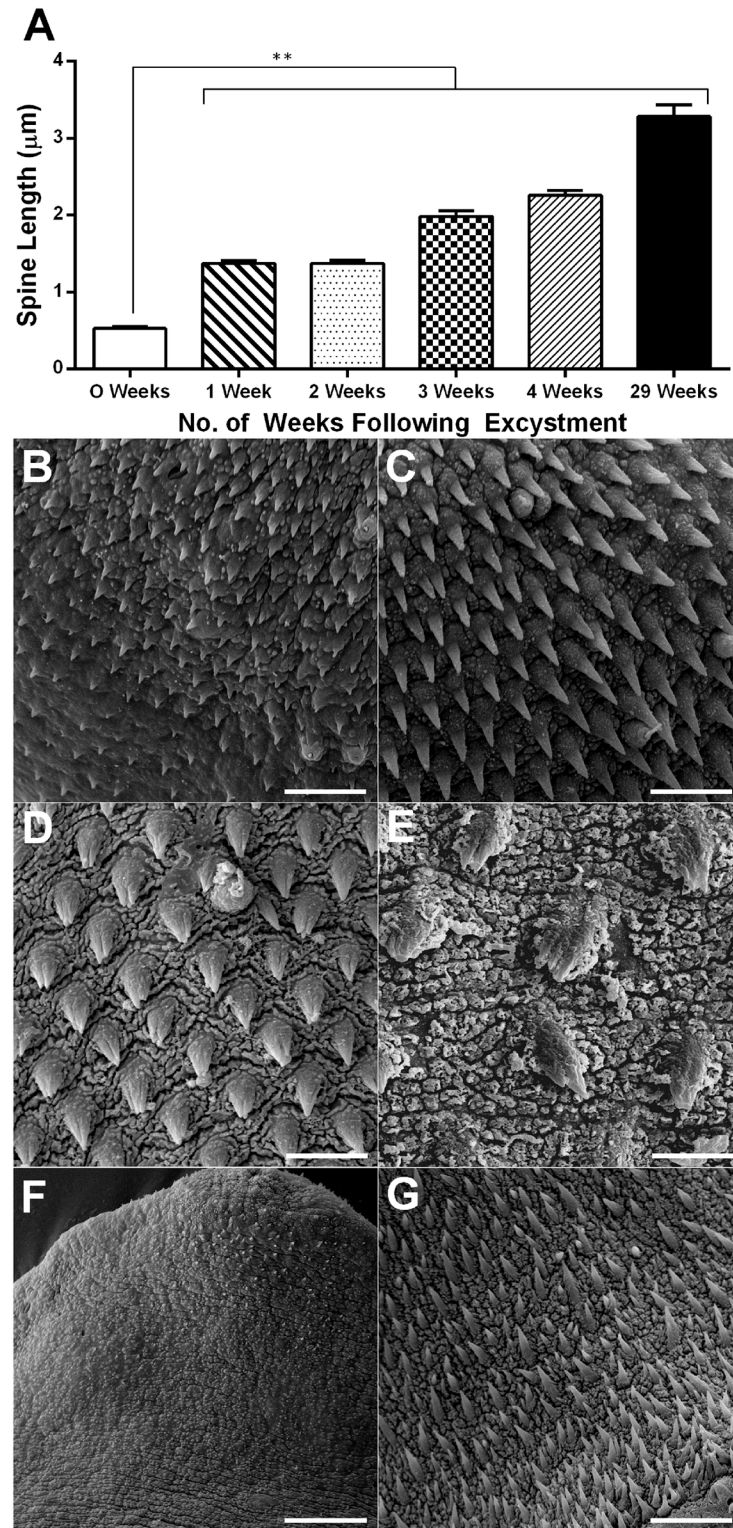 A
**
4
3
2
1
0
Spine Length (µm)
O Weeks 1 Week 2 Weeks 3 Weeks 4 Weeks 29 Weeks
No. of Weeks Following Excystment
B
C
D
E
F
G